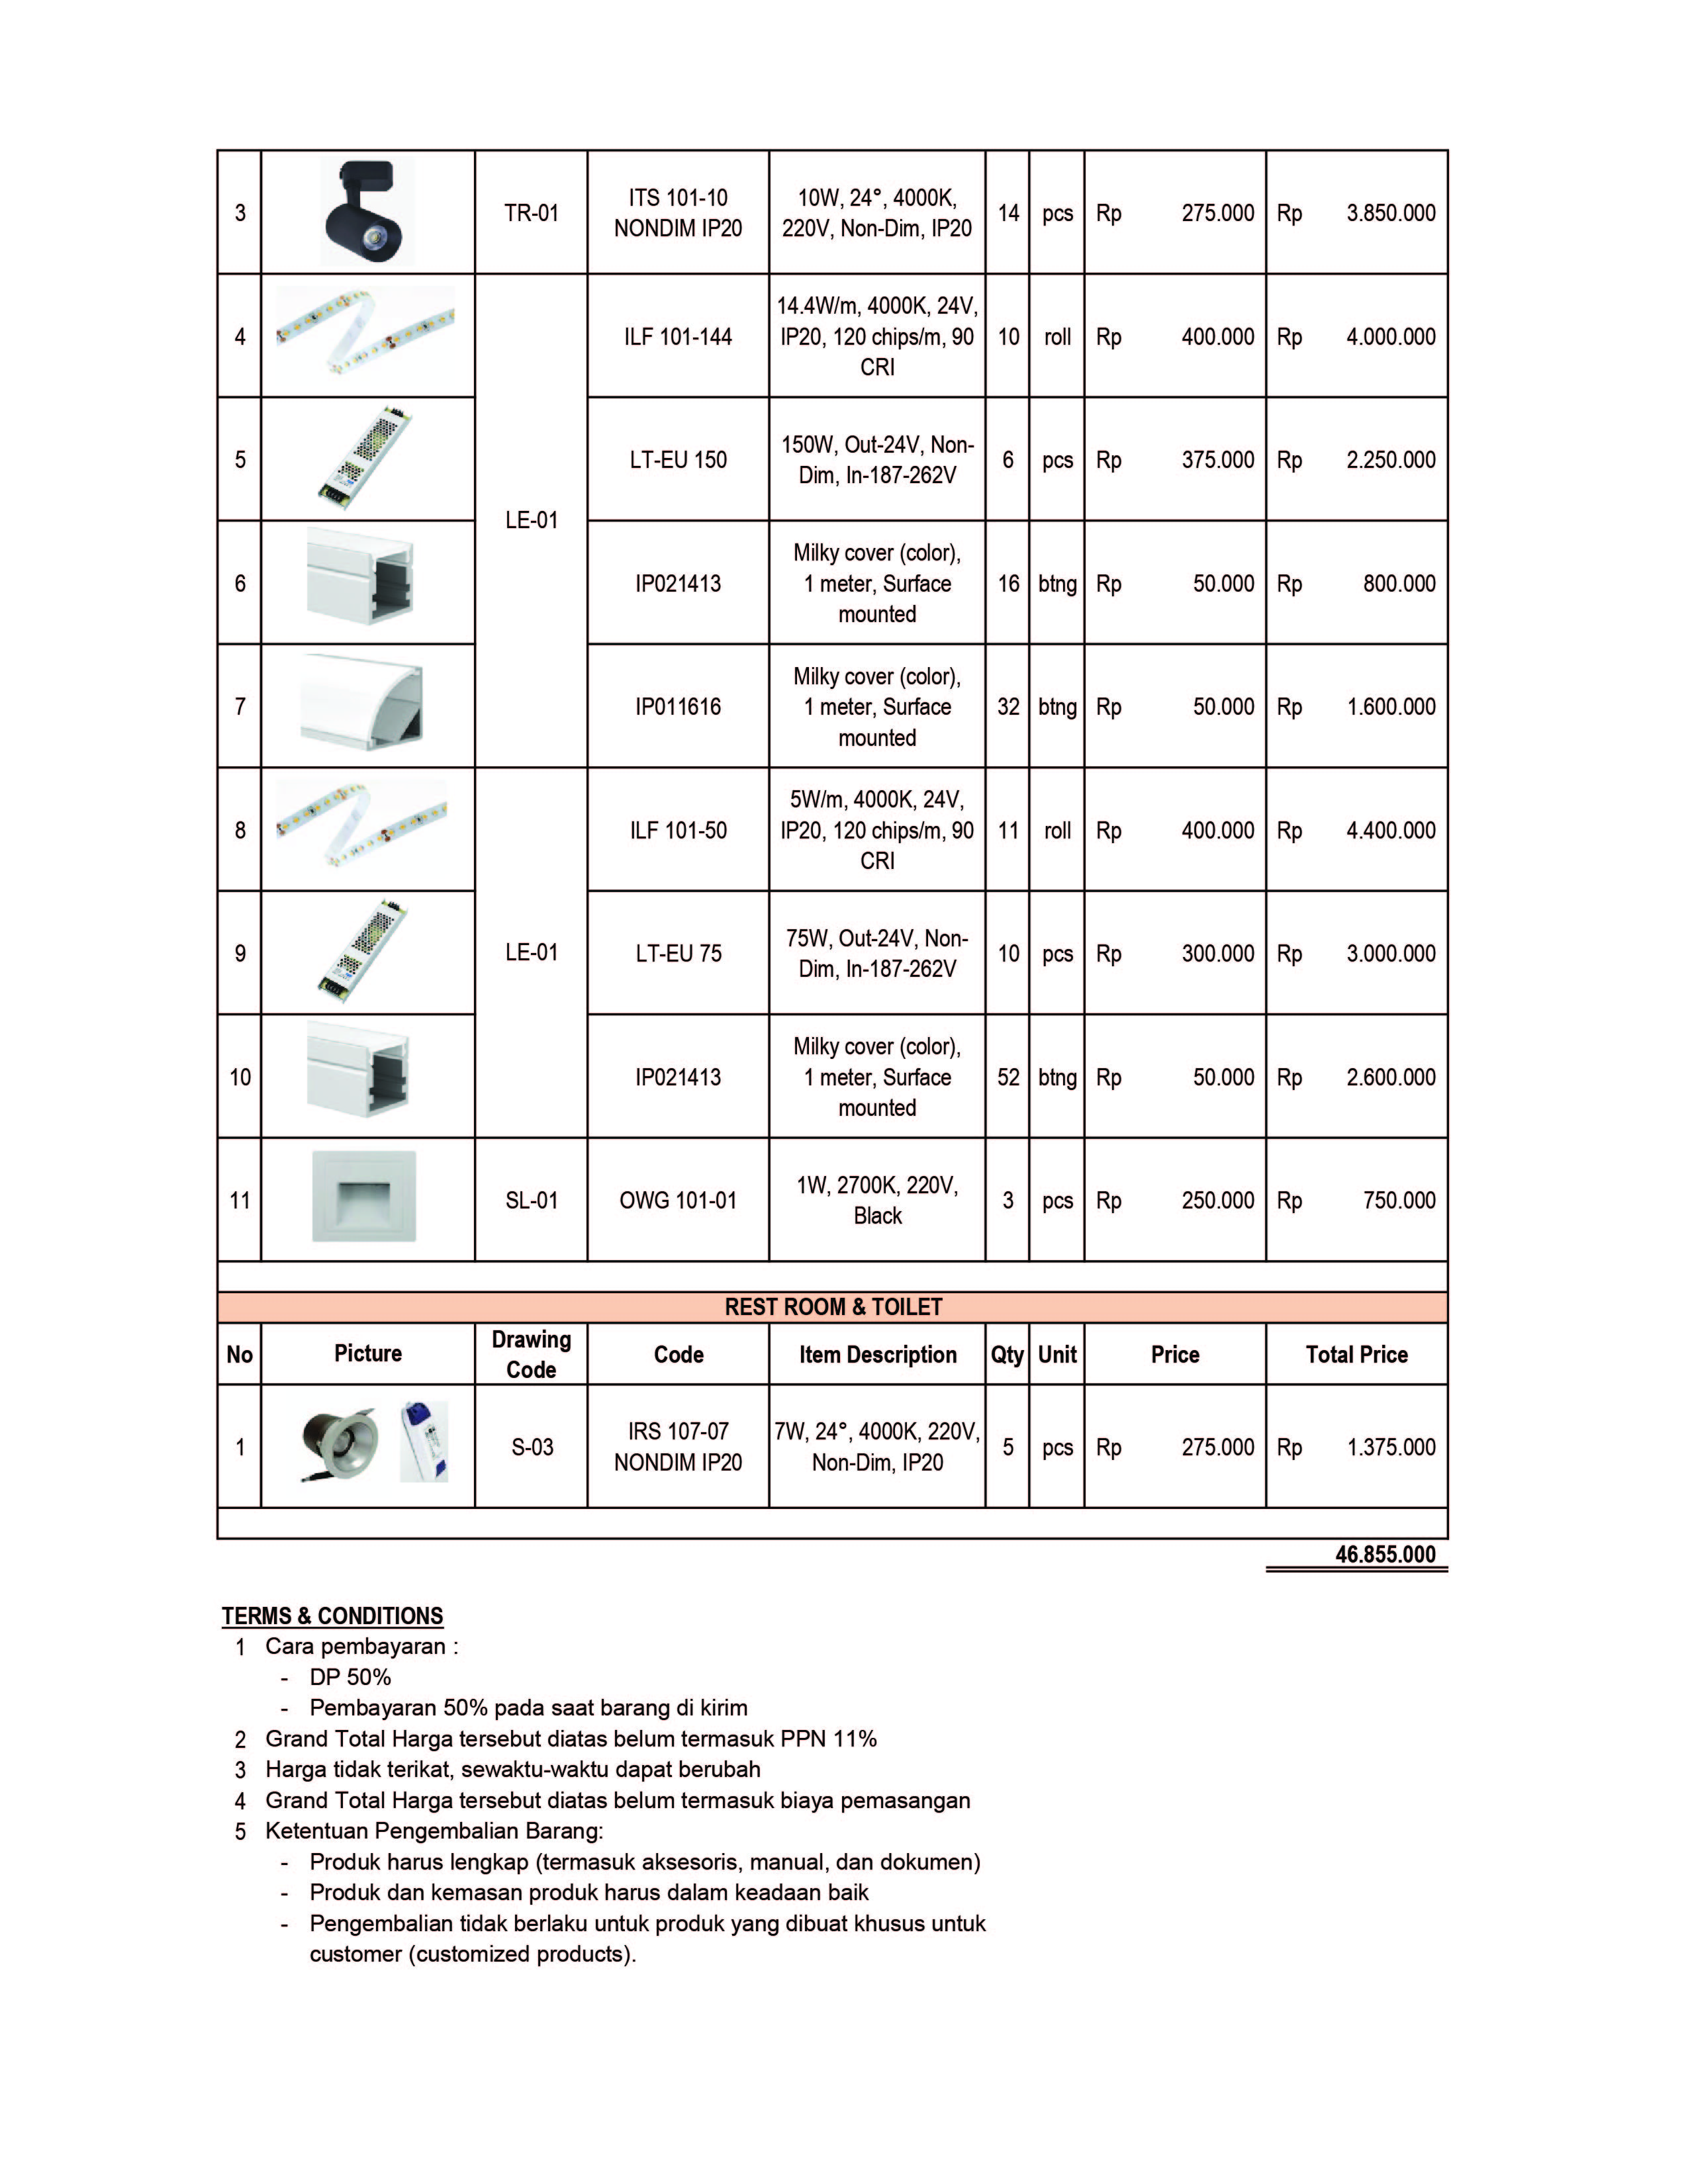 3 TR-01 ITS 101-10 NONDIM IP20 10W, 24°, 4000K, 220V, Non-Dim, IP20 14 pcs Rp 275.000 Rp 3.850.000
4 LE-01 ILF 101-144 14.4W/m, 4000K, 24V, IP20, 120 chips/m, 90 CRI 10 roll Rp 400.000 Rp 4.000.000
5 LT-EU 150 150W, Out-24V, Non-Dim, In-187-262V 6 pcs Rp 375.000 Rp 2.250.000
6 IP021413 Milky cover (color), 1 meter, Surface mounted 16 btng Rp 50.000 Rp 800.000
7 IP011616 Milky cover (color), 1 meter, Surface mounted 32 btng Rp 50.000 Rp 1.600.000
8 LE-01 ILF 101-50 5W/m, 4000K, 24V, IP20, 120 chips/m, 90 CRI 11 roll Rp 400.000 Rp 4.400.000
9 LT-EU 75 75W, Out-24V, Non-Dim, In-187-262V 10 pcs Rp 300.000 Rp 3.000.000
10 IP021413 Milky cover (color), 1 meter, Surface mounted 52 btng Rp 50.000 Rp 2.600.000
11 SL-01 OWG 101-01 1W, 2700K, 220V, Black 3 pcs Rp 250.000 Rp 750.000
REST ROOM & TOILET
No Picture Drawing Code Code Item Description Qty Unit Price Total Price
1 S-03 IRS 107-07 NONDIM IP20 7W, 24°, 4000K, 220V, Non-Dim, IP20 5 pcs Rp 275.000 Rp 1.375.000
46.855.000
TERMS & CONDITIONS
1 Cara pembayaran :
- DP 50%
- Pembayaran 50% pada saat barang di kirim
2 Grand Total Harga tersebut diatas belum termasuk PPN 11%
3 Harga tidak terikat, sewaktu-waktu dapat berubah
4 Grand Total Harga tersebut diatas belum termasuk biaya pemasangan
5 Ketentuan Pengembalian Barang:
- Produk harus lengkap (termasuk aksesoris, manual, dan dokumen)
- Produk dan kemasan produk harus dalam keadaan baik
- Pengembalian tidak berlaku untuk produk yang dibuat khusus untuk
customer (customized products).